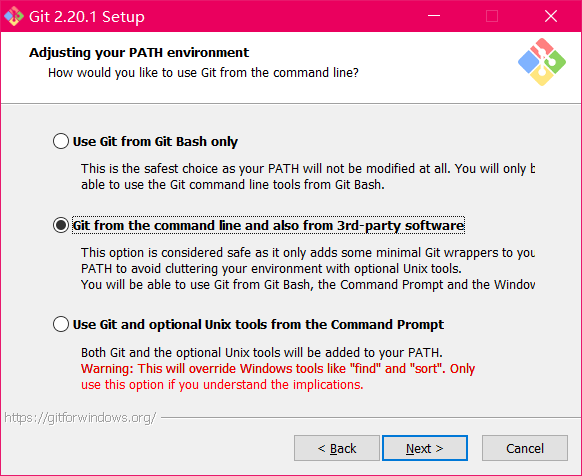 Git 2.20.1 Setup
Adjusting your PATH environment
How would you like to use Git from the command line?
Use Git from Git Bash only
This is the safest choice as your PATH will not be modified at all. You will only
able to use the Git command line tools from Git Bash.
Git from the command line and also from 3rd-party software
This option is considered safe as it only adds some minimal Git wrappers to
PATH to avoid cluttering your environment with optional Unix tools.
You will be able to use Git from Git Bash, the Command Prompt and the
Use Git and optional Unix tools from the Command Prompt
Both Git and the optional Unix tools will be added to your PATH.
Warning: This will override Windows tools like "find" and "sort". Only
use this option if you understand the implications.
https://gitforwindows.org/
< Back
Next >
Cancel